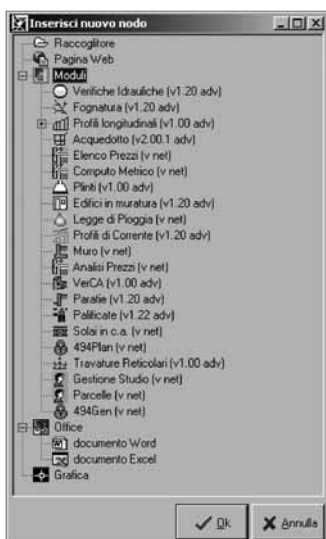 Inserisci nuovo nodo
Raccoglitore
Pagina Web
Moduli
Verifiche Idrauliche (v1.20 adv)
Fognatura (v1.20 adv)
Profili longitudinali (v1.00 adv)
Acquedotto (v2.00.1 adv)
Elenco Prezzi (v net)
Computo Metrico (v net)
Plinti (v1.00 adv)
Edifici in muratura (v1.20 adv)
Legge di Pioggia (v net)
Profili di Corrente (v1.20 adv)
Muro (v net)
Analisi Prezzi (v net)
VerCA (v1.00 adv)
Paratie (v1.20 adv)
Palificate (v1.22 adv)
Solai in c.a. (v net)
494Plan (v net)
Travature Reticolari (v1.00 adv)
Gestione Studio (v net)
Parcelle (v net)
494Gen (v net)
Office
documento Word
documento Excel
Grafica
Ok Annulla